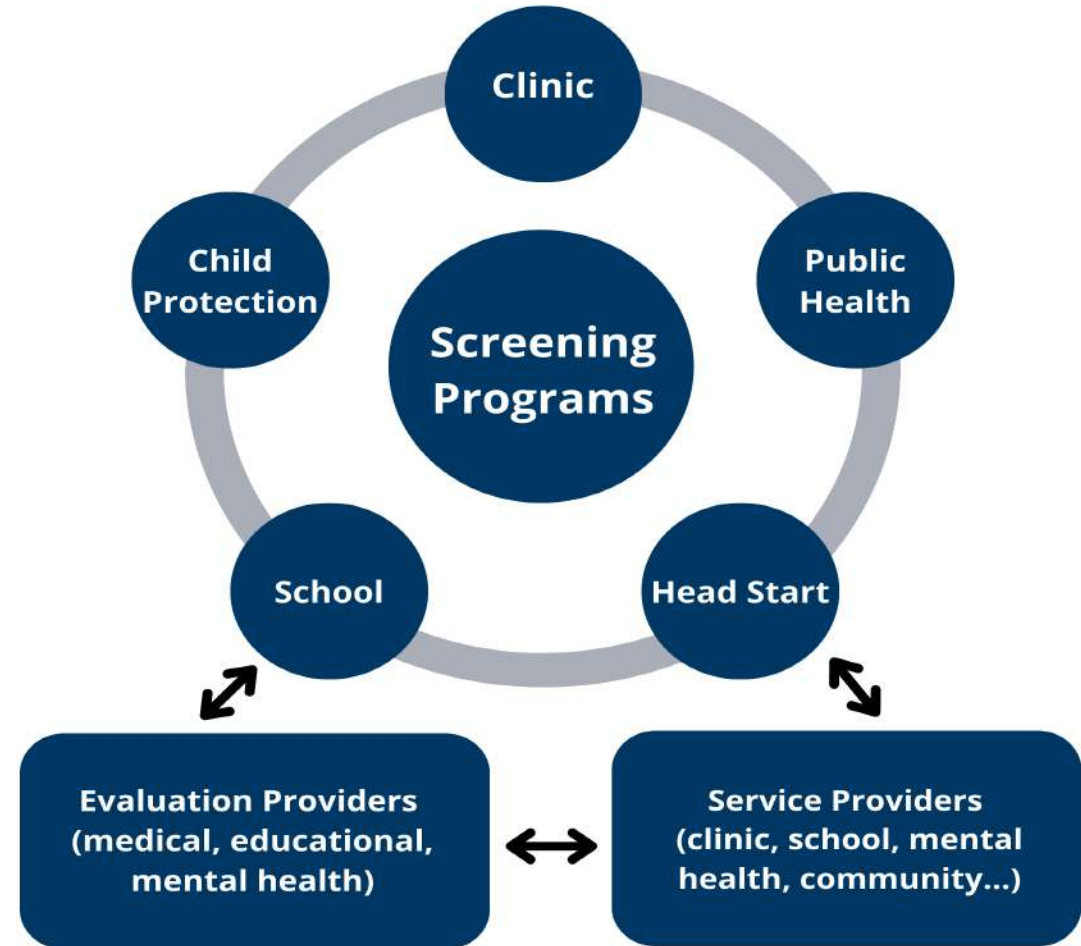 Clinic
Child
Protection
Public
Health
Screening
Programs
School
Head Start
Evaluation Providers
(medical, educational,
mental health)
Service Providers
(clinic, school, mental
health, community...)